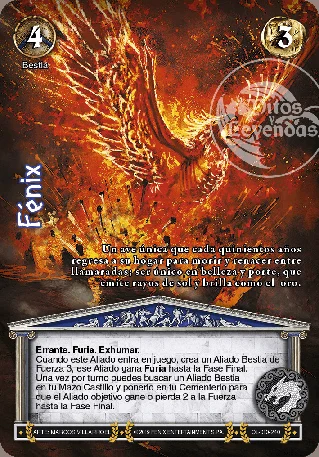 4
3
Bestia
Mitos y
Leyendas
Fénix
Un ave única que cada quinientos años
regresa a su hogar para morir y renacer entre
llamaradas; ser único en belleza y porte, que
emite rayos de sol y brilla como el oro.
Errante. Furia. Exhumar.
Cuando este Aliado entra en juego, crea un Aliado Bestia de
Fuerza 3, ese Aliado gana Furia hasta la Fase Final.
Una vez por turno puedes buscar un Aliado Bestia
en tu Mazo Castillo y ponerlo en tu Cementerio para
que el Aliado objetivo gane o pierda 2 a la Fuerza
hasta la Fase Final.